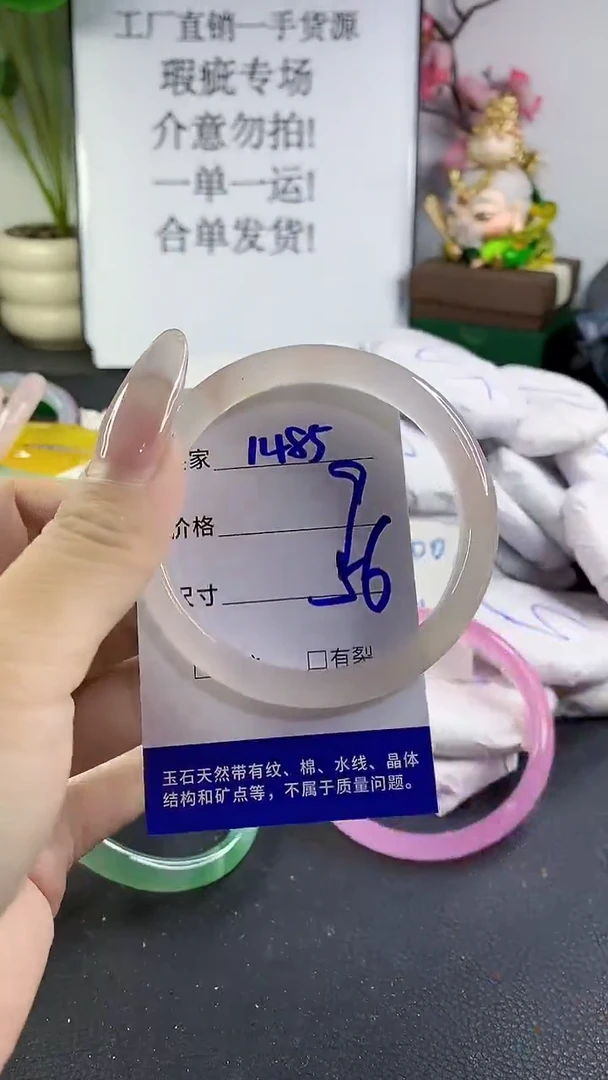 工厂直销一手货源
瑕疵专场
介意勿拍!
一单一运!
合单发货!
家 1485
价格
尺寸 56
□有裂
玉石天然带有纹、棉、水线、晶体
结构和矿点等，不属于质量问题。